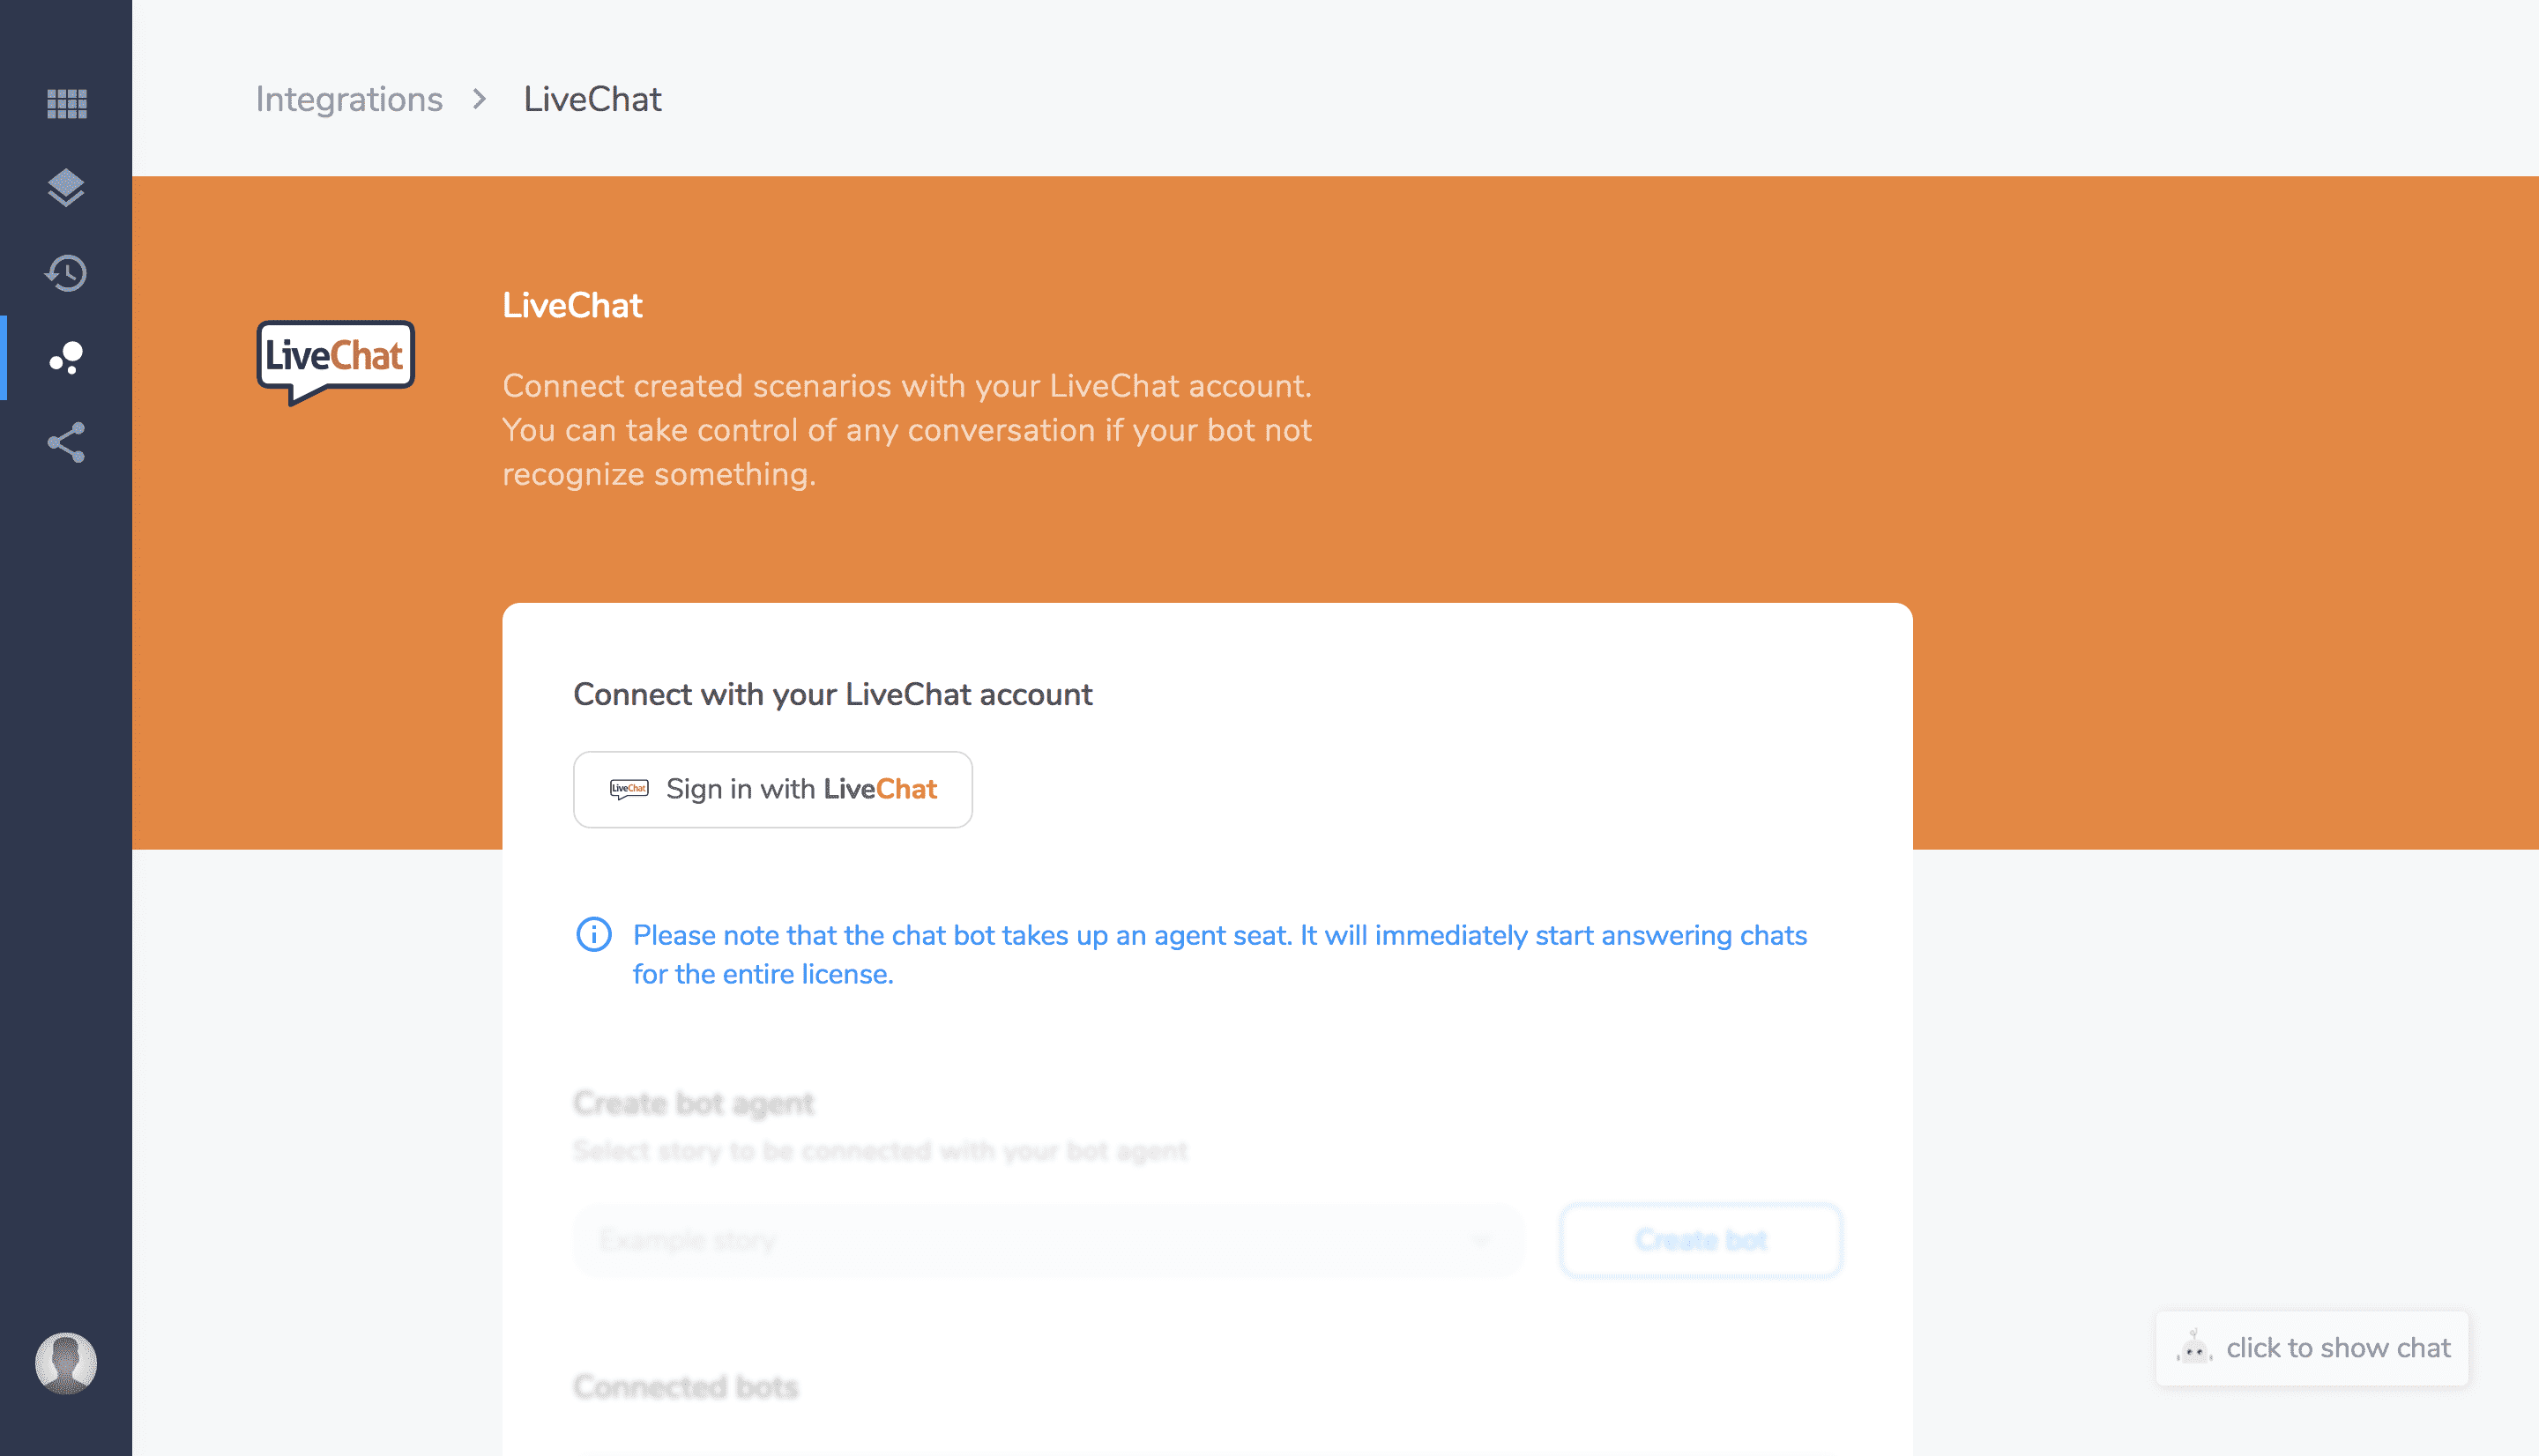 Integrations > LiveChat
LiveChat
LiveChat
Connect created scenarios with your LiveChat account.
You can take control of any conversation if your bot not
recognize something.
Connect with your LiveChat account
LiveChat Sign in with LiveChat
Please note that the chat bot takes up an agent seat. It will immediately start answering chats
for the entire license.
Create bot agent
Select story to be connected with your bot agent
Example story
Create bot
Connected bots
click to show chat